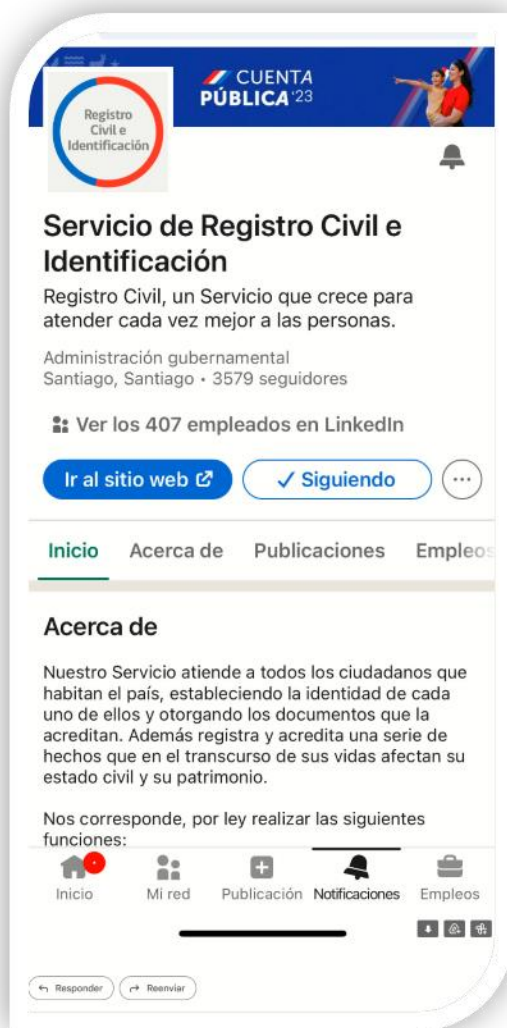 CUENTA
PÚBLICA '23
Registro
Civil e
Identificación
Servicio de Registro Civil e
Identificación
Registro Civil, un Servicio que crece para
atender cada vez mejor a las personas.
Administración gubernamental
Santiago, Santiago • 3579 seguidores
Ver los 407 empleados en LinkedIn
Ir al sitio web
Siguiendo
Inicio Acerca de Publicaciones Empleos
Acerca de
Nuestro Servicio atiende a todos los ciudadanos que
habitan el país, estableciendo la identidad de cada
uno de ellos y otorgando los documentos que la
acreditan. Además registra y acredita una serie de
hechos que en el transcurso de sus vidas afectan su
estado civil y su patrimonio.
Nos corresponde, por ley realizar las siguientes
funciones:
Inicio Mi red Publicación Notificaciones Empleos
Responder Reenviar